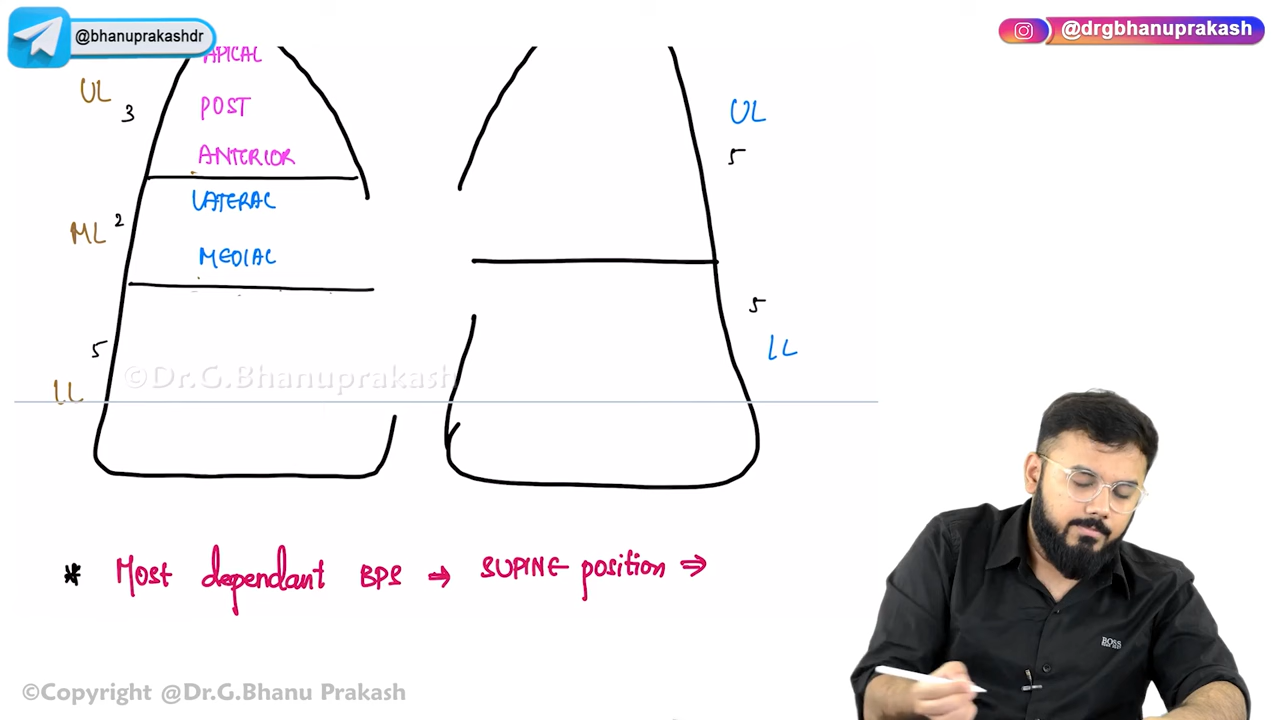 @bhanuprakashdr
@drgbhanuprakash
APICAL
UL
3
POST
ANTERIOR
UL
5
LATERAL
ML 2
MEDIAL
5
LL
5
LL
©Dr.G.Bhanuprakash
* Most dependant BPS → SUPINE position ⇒
BOSS
©Copyright @Dr.G.Bhanu Prakash